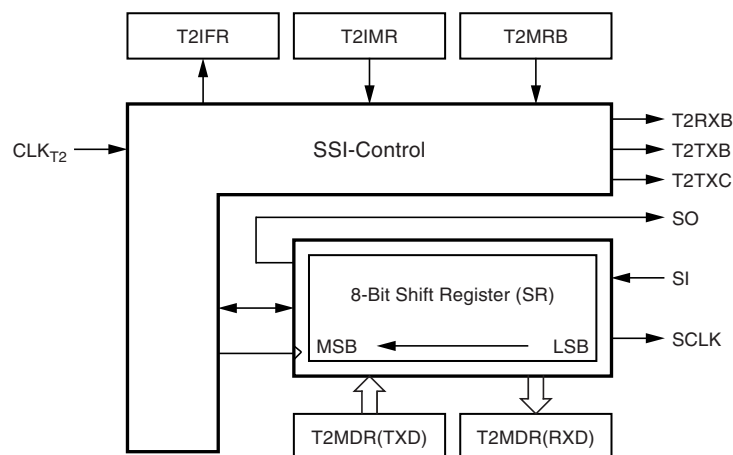 T2IFR
T2IMR
T2MRB
CLKT2
SSI-Control
T2RXB
T2TXB
T2TXC
SO
SI
8-Bit Shift Register (SR)
MSB
LSB
SCLK
T2MDR(TXD)
T2MDR(RXD)